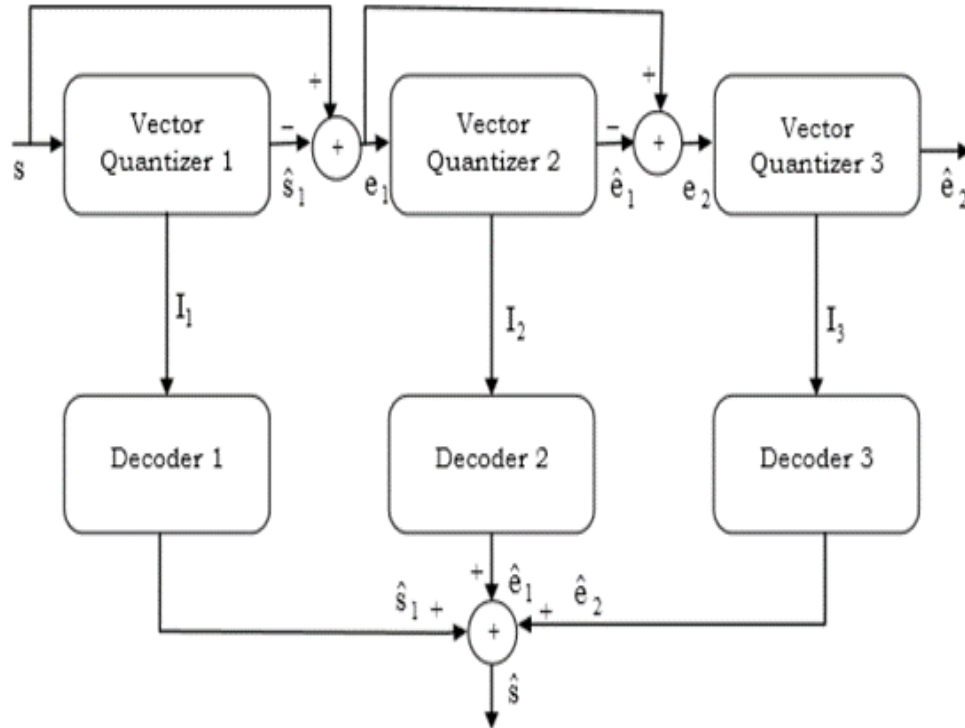 +
+
Vector
Quantizer 1
−
+
Vector
Quantizer 2
−
+
Vector
Quantizer 3
s
ŝ₁
e₁
ê₁
e₂
ê₂
I₁
I₂
I₃
Decoder 1
Decoder 2
Decoder 3
+
ê₁
ê₂
ŝ₁
+
+
+
ŝ